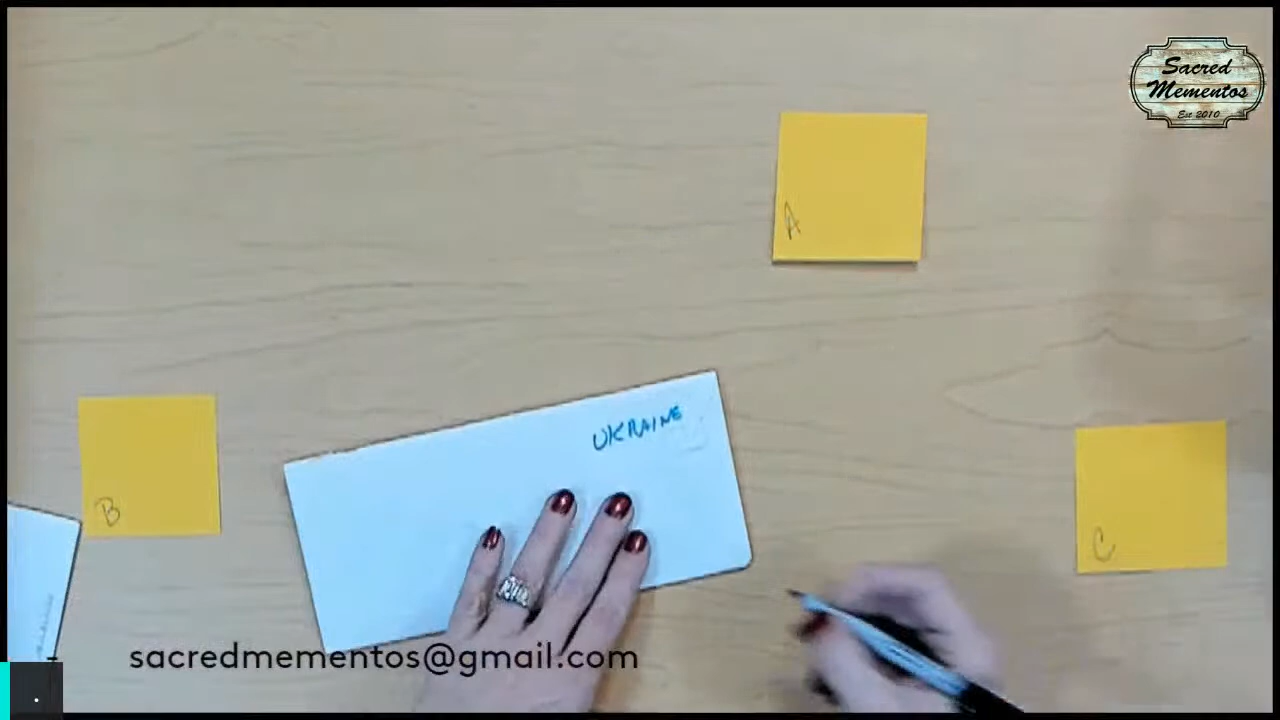 Sacred
Mementos
Est 2010
A
UKRAINE
B
C
sacredmementos@gmail.com
.